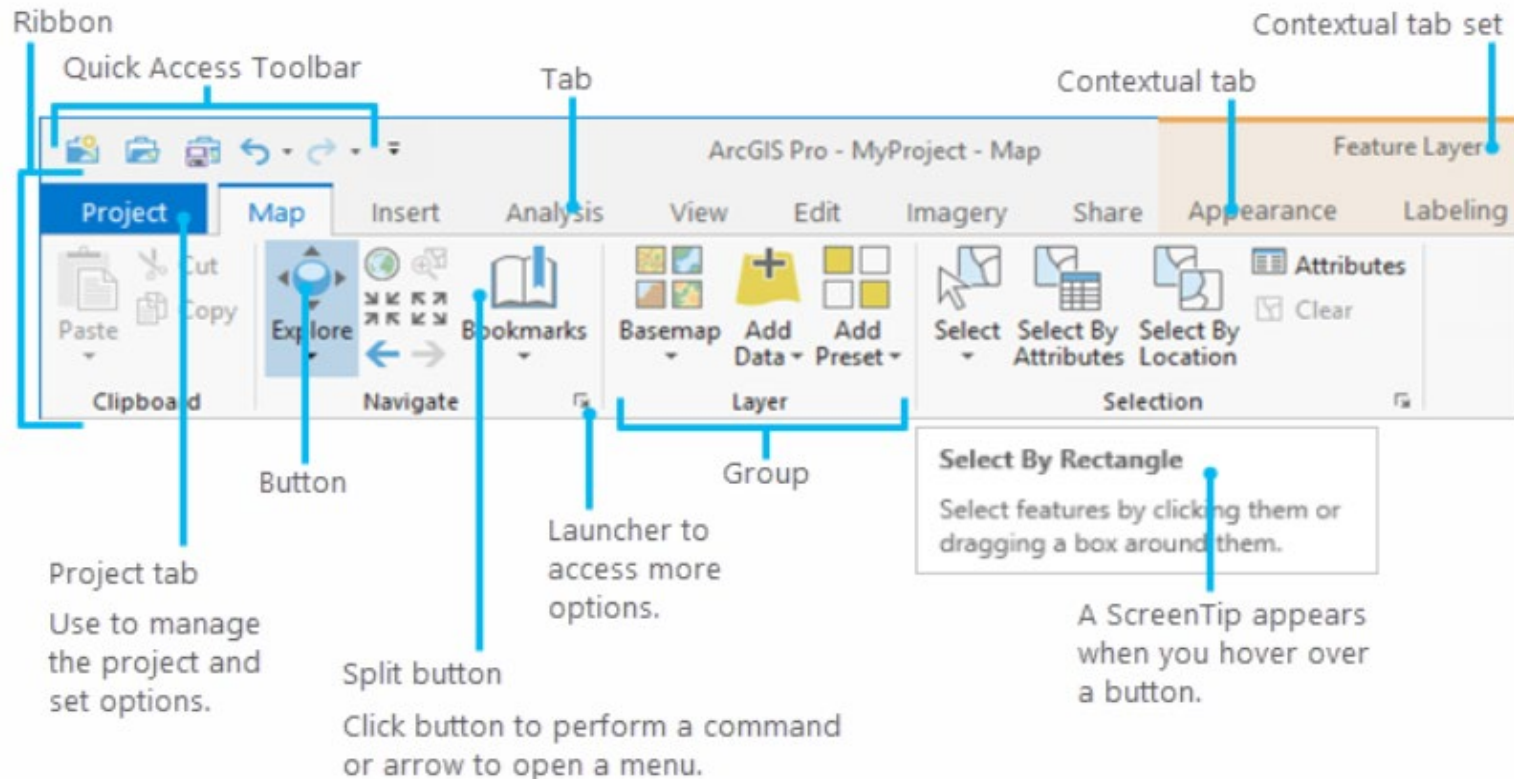 Ribbon
Contextual tab set
Quick Access Toolbar
Tab
Contextual tab
ArcGIS Pro - MyProject - Map
Feature Layer
Project Map Insert Analysis View Edit Imagery Share Appearance Labeling
Paste
Cut
Copy
Explore
Bookmarks
Basemap
Add
Data
Add
Preset
Select
Select By
Attributes
Select By
Location
Attributes
Clear
Clipboard Navigate Layer Selection
Button
Group
Select By Rectangle
Select features by clicking them or
dragging a box around them.
Launcher to
access more
options.
Project tab
Use to manage
the project and
set options.
Split button
Click button to perform a command
or arrow to open a menu.
A ScreenTip appears
when you hover over
a button.